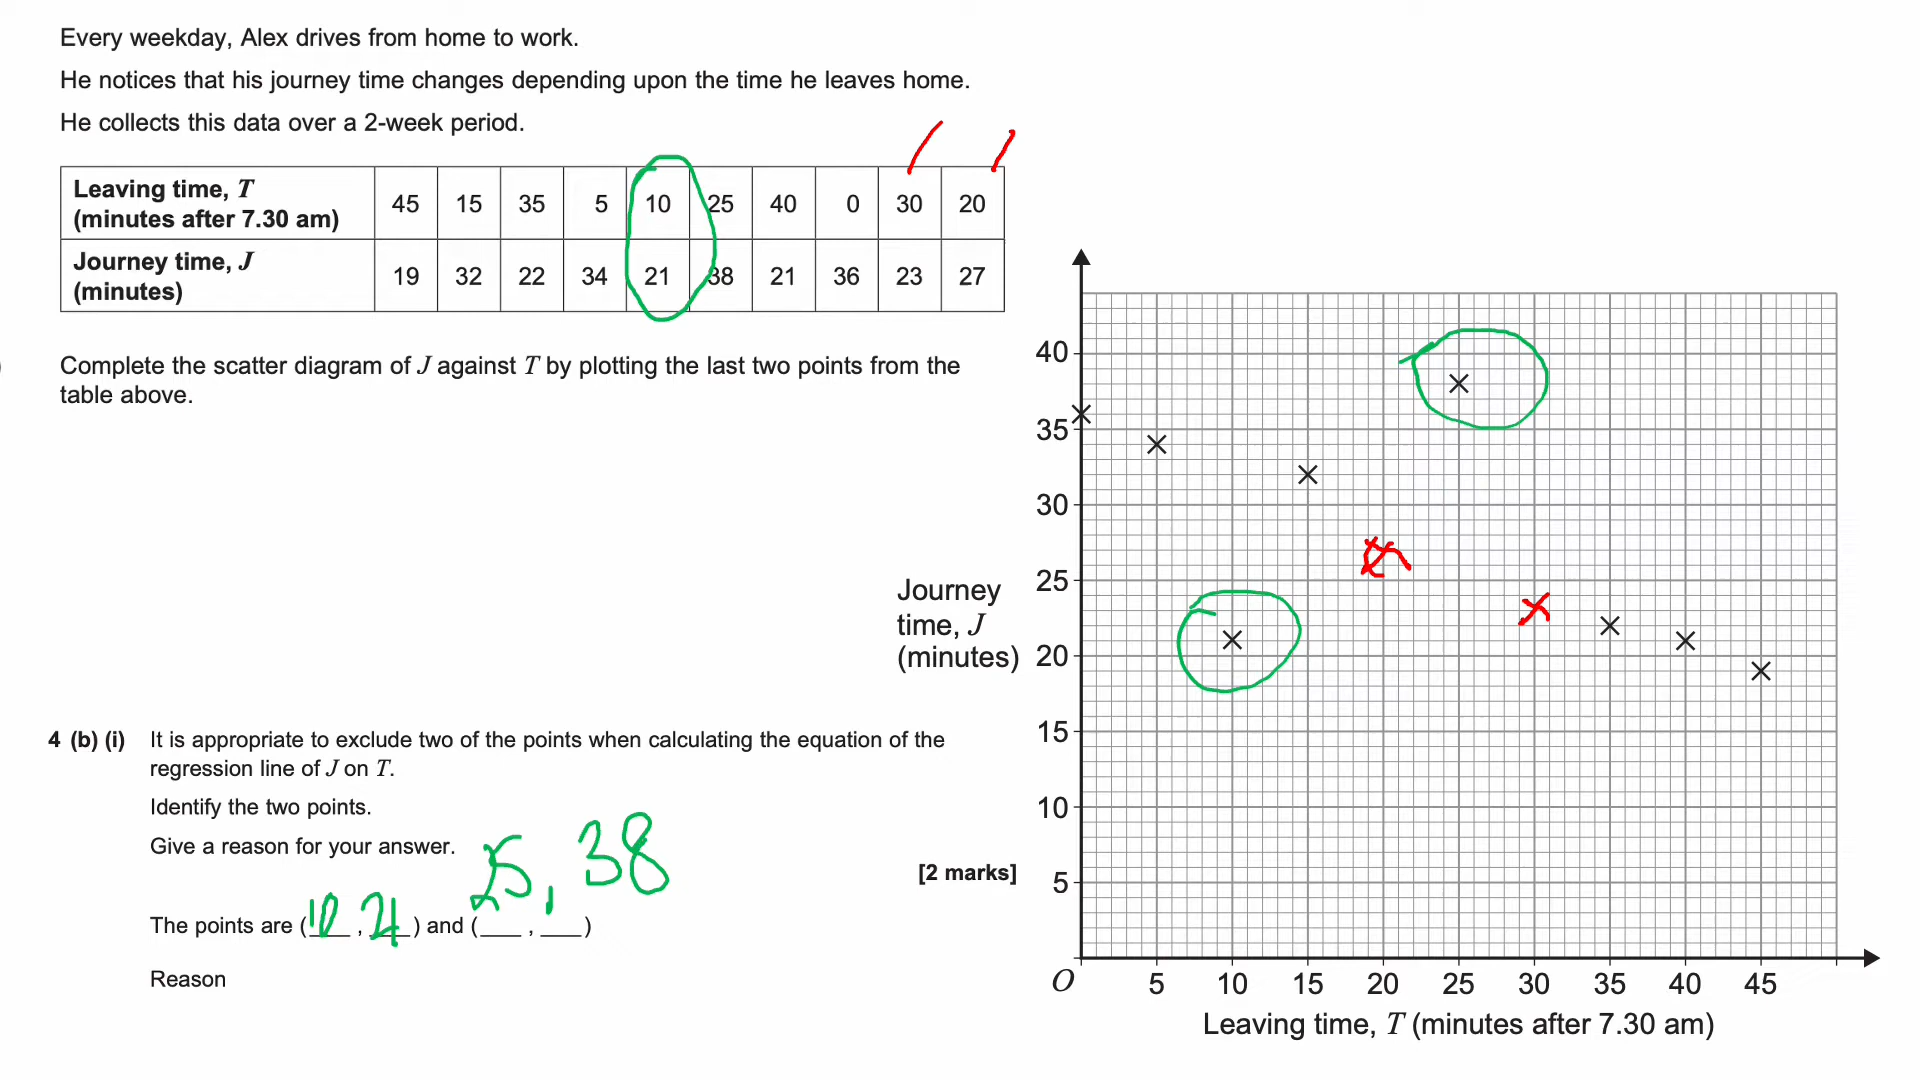 Every weekday, Alex drives from home to work.
He notices that his journey time changes depending upon the time he leaves home.
He collects this data over a 2-week period.
Leaving time, T (minutes after 7.30 am) 45 15 35 5 10 25 40 0 30 20
Journey time, J (minutes) 19 32 22 34 21 38 21 36 23 27
Complete the scatter diagram of J against T by plotting the last two points from the
table above.
40
35
30
25
Journey
time, J
(minutes)
20
15
10
5
O 5 10 15 20 25 30 35 40 45
Leaving time, T (minutes after 7.30 am)
4 (b) (i) It is appropriate to exclude two of the points when calculating the equation of the
regression line of J on T.
Identify the two points.
Give a reason for your answer.
25, 38
[2 marks]
The points are (10, 21) and (___ , ___)
Reason